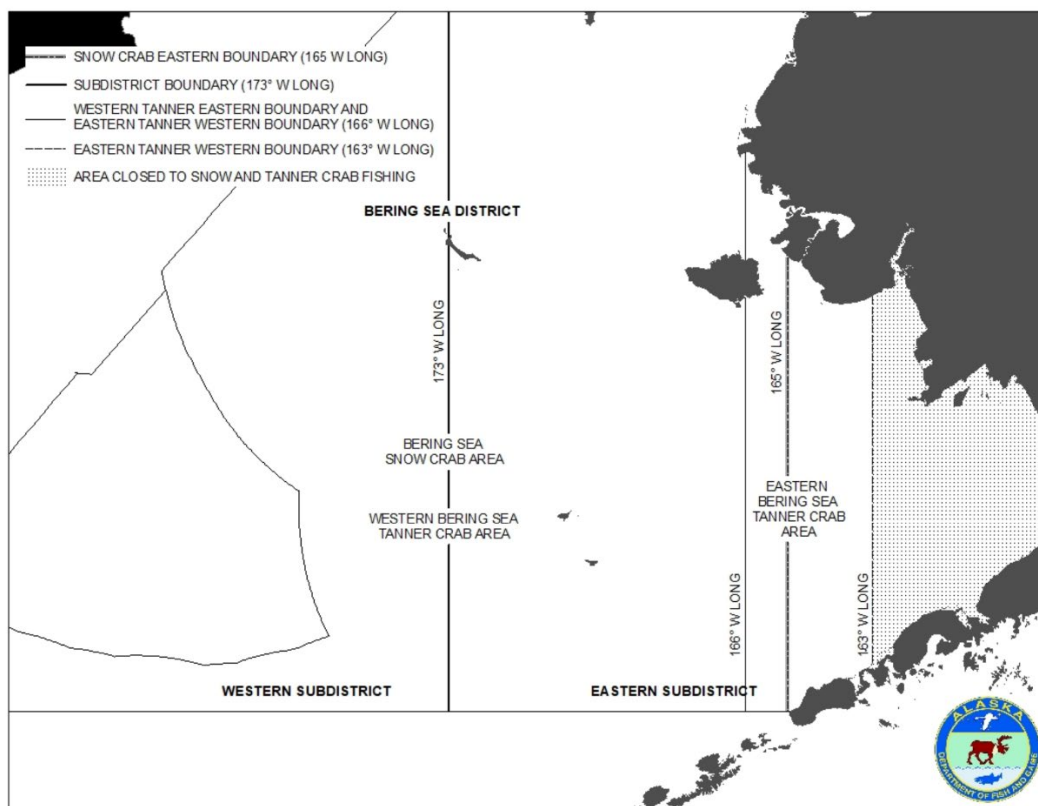 SNOW CRAB EASTERN BOUNDARY (165 W LONG)
SUBDISTRICT BOUNDARY (173° W LONG)
WESTERN TANNER EASTERN BOUNDARY AND
EASTERN TANNER WESTERN BOUNDARY (166° W LONG)
EASTERN TANNER WESTERN BOUNDARY (163° W LONG)
AREA CLOSED TO SNOW AND TANNER CRAB FISHING
BERING SEA DISTRICT
173° W LONG
165° W LONG
BERING SEA
SNOW CRAB AREA
WESTERN BERING SEA
TANNER CRAB AREA
EASTERN
BERING SEA
TANNER CRAB
AREA
166° W LONG
163° W LONG
WESTERN SUBDISTRICT
EASTERN SUBDISTRICT
ALASKA
DEPARTMENT OF FISH AND GAME